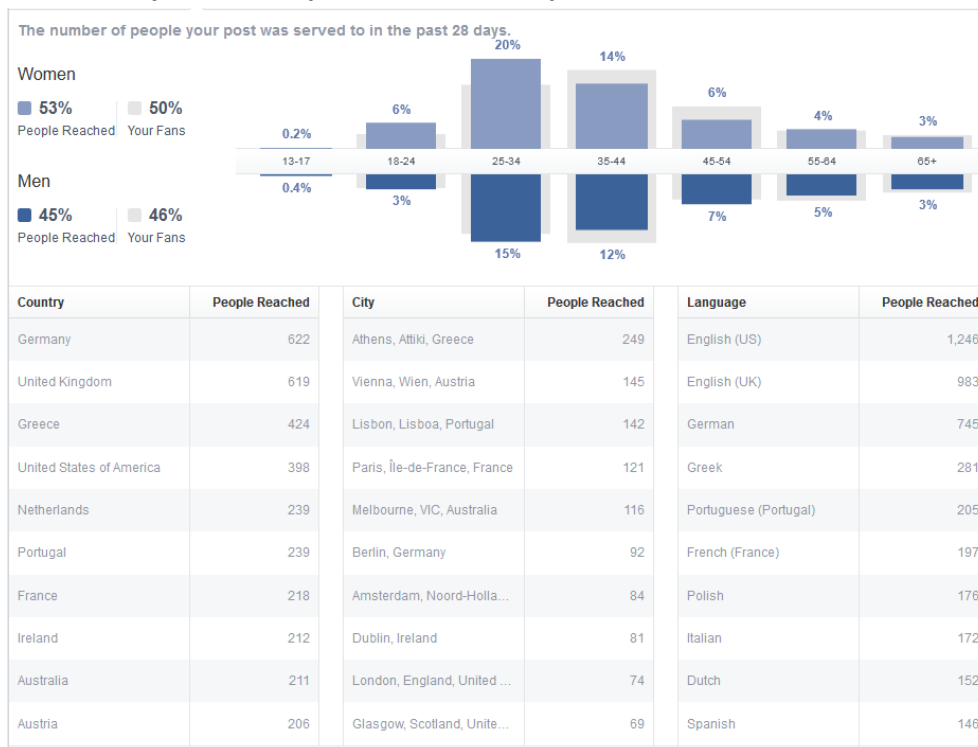 The number of people your post was served to in the past 28 days.
Women
53% 50%
People Reached Your Fans
0.2% 6% 20% 14% 6% 4% 3%
13-17 18-24 25-34 35-44 45-54 55-64 65+
Men
0.4% 3% 15% 12% 7% 5% 3%
45% 46%
People Reached Your Fans
Country People Reached City People Reached Language People Reached
Germany 622 Athens, Attiki, Greece 249 English (US) 1,246
United Kingdom 619 Vienna, Wien, Austria 145 English (UK) 983
Greece 424 Lisbon, Lisboa, Portugal 142 German 745
United States of America 398 Paris, Île-de-France, France 121 Greek 281
Netherlands 239 Melbourne, VIC, Australia 116 Portuguese (Portugal) 205
Portugal 239 Berlin, Germany 92 French (France) 197
France 218 Amsterdam, Noord-Holla... 84 Polish 176
Ireland 212 Dublin, Ireland 81 Italian 172
Australia 211 London, England, United ... 74 Dutch 152
Austria 206 Glasgow, Scotland, Unite... 69 Spanish 146